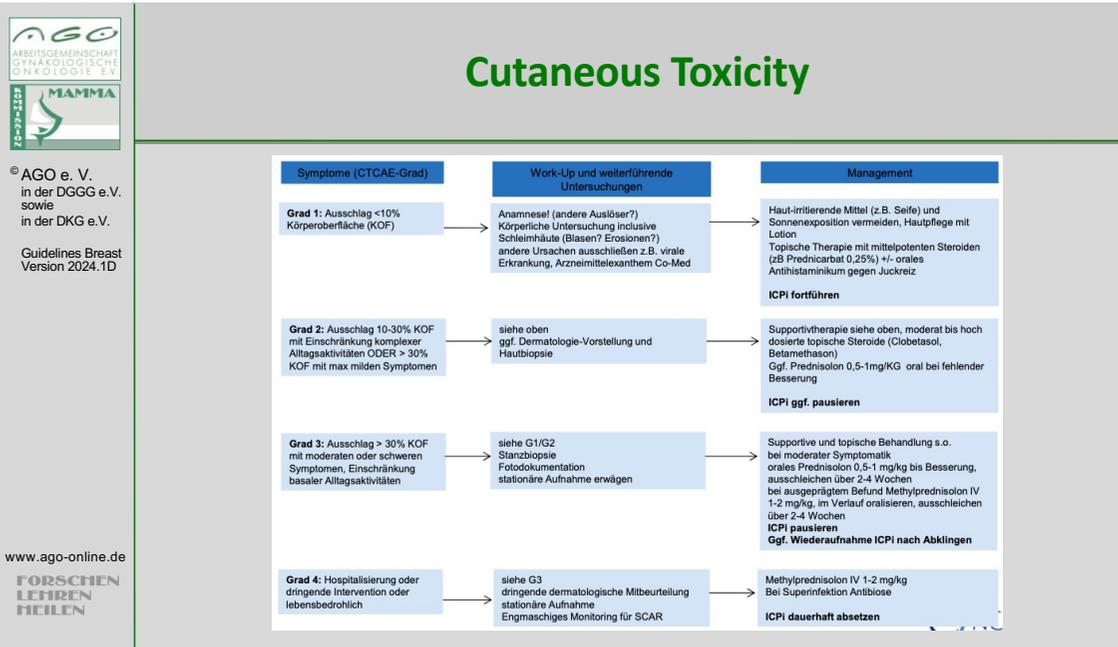 AGO
ARBEITSGEMEINSCHAFT
GYNÄKOLOGISCHE
ONKOLOGIE E.V.
KOMMISSION
MAMMA
© AGO e. V.
in der DGGG e.V.
sowie
in der DKG e.V.
Guidelines Breast
Version 2024.1D
www.ago-online.de
FORSCHEN
LEHREN
HEILEN
Cutaneous Toxicity
Symptome (CTCAE-Grad)
Work-Up und weiterführende
Untersuchungen
Management
Grad 1: Ausschlag <10%
Körperoberfläche (KOF)
Anamnese! (andere Auslöser?)
Körperliche Untersuchung inclusive
Schleimhäute (Blasen? Erosionen?)
andere Ursachen ausschließen z.B. virale
Erkrankung, Arzneimittelexanthem Co-Med
Haut-irritierende Mittel (z.B. Seife) und
Sonnenexposition vermeiden, Hautpflege mit
Lotion
Topische Therapie mit mittelpotenten Steroiden
(zB Prednicarbat 0,25%) +/- orales
Antihistaminikum gegen Juckreiz
ICPi fortführen
Grad 2: Ausschlag 10-30% KOF
mit Einschränkung komplexer
Alltagsaktivitäten ODER > 30%
KOF mit max milden Symptomen
siehe oben
ggf. Dermatologie-Vorstellung und
Hautbiopsie
Supportivtherapie siehe oben, moderat bis hoch
dosierte topische Steroide (Clobetasol,
Betamethason)
Ggf. Prednisolon 0,5-1mg/KG oral bei fehlender
Besserung
ICPi ggf. pausieren
Grad 3: Ausschlag > 30% KOF
mit moderaten oder schweren
Symptomen, Einschränkung
basaler Alltagsaktivitäten
siehe G1/G2
Stanzbiopsie
Fotodokumentation
stationäre Aufnahme erwägen
Supportive und topische Behandlung s.o.
bei moderater Symptomatik
orales Prednisolon 0,5-1 mg/kg bis Besserung,
ausschleichen über 2-4 Wochen
bei ausgeprägtem Befund Methylprednisolon IV
1-2 mg/kg, im Verlauf oralisieren, ausschleichen
über 2-4 Wochen
ICPi pausieren
Ggf. Wiederaufnahme ICPi nach Abklingen
Grad 4: Hospitalisierung oder
dringende Intervention oder
lebensbedrohlich
siehe G3
dringende dermatologische Mitbeurteilung
stationäre Aufnahme
Engmaschiges Monitoring für SCAR
Methylprednisolon IV 1-2 mg/kg
Bei Superinfektion Antibiose
ICPi dauerhaft absetzen